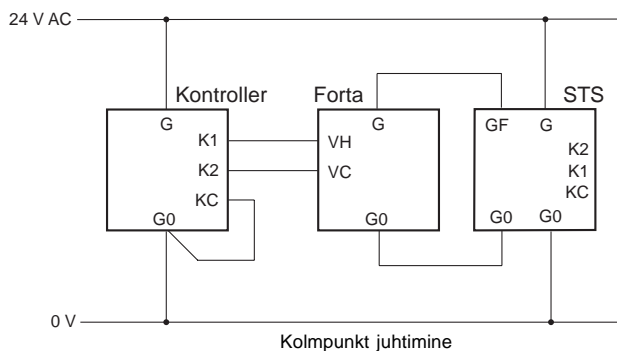 24 V AC
Kontroller Forta STS
G G GF G
K1 VH K2
K2 VC K1
KC KC
G0 G0 G0 G0
0 V
Kolmpunkt juhtimine